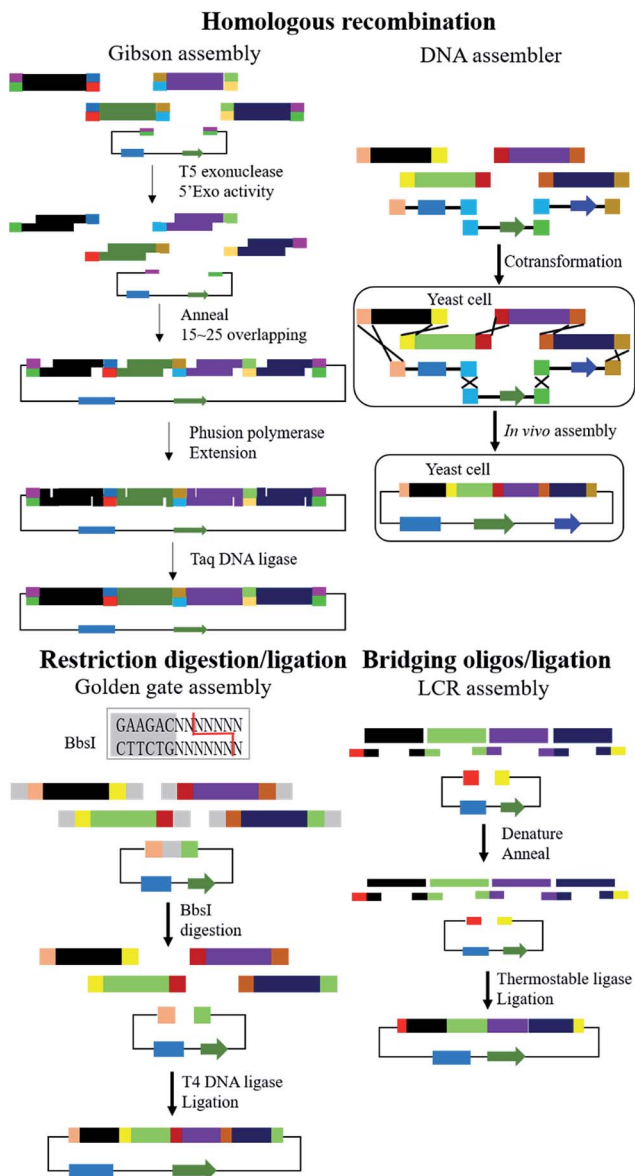 Homologous recombination
Gibson assembly
T5 exonuclease
5'Exo activity
Anneal
15~25 overlapping
Phusion polymerase
Extension
Taq DNA ligase
DNA assembler
Cotransformation
Yeast cell
In vivo assembly
Yeast cell
Restriction digestion/ligation
Golden gate assembly
BbsI
GAAGACNNNNNNN
CTTCTGNNNNNNN
BbsI
digestion
T4 DNA ligase
Ligation
Bridging oligos/ligation
LCR assembly
Denature
Anneal
Thermostable ligase
Ligation